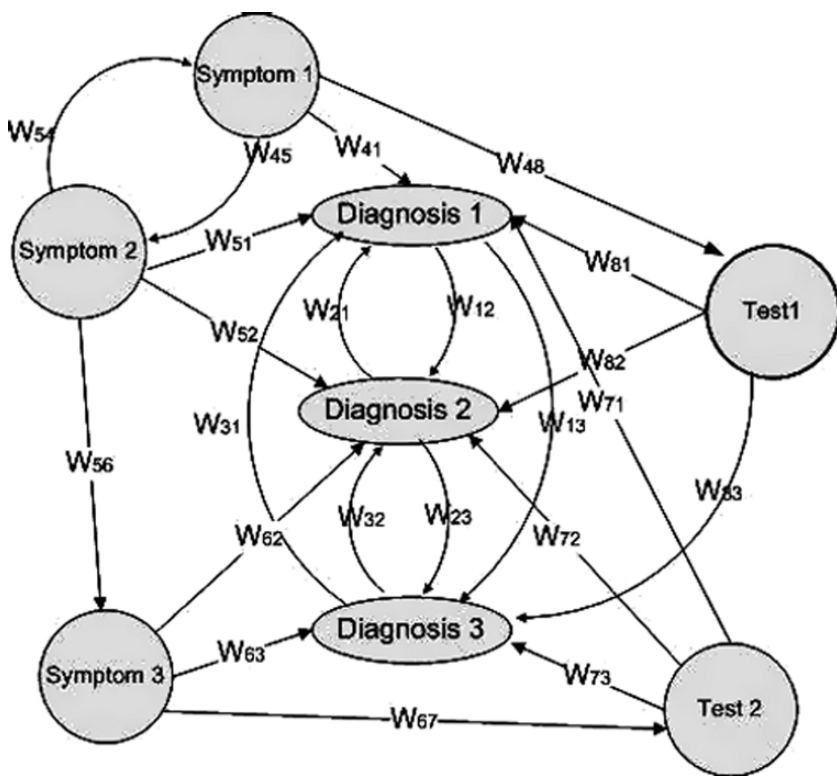 Symptom 1
W54
W45
W41
W48
Diagnosis 1
Symptom 2
W51
W81
Test1
W21
W12
W52
W82
Diagnosis 2
W71
W31
W13
W56
W83
W62
W32
W23
W72
Diagnosis 3
W63
Symptom 3
W73
Test 2
W67